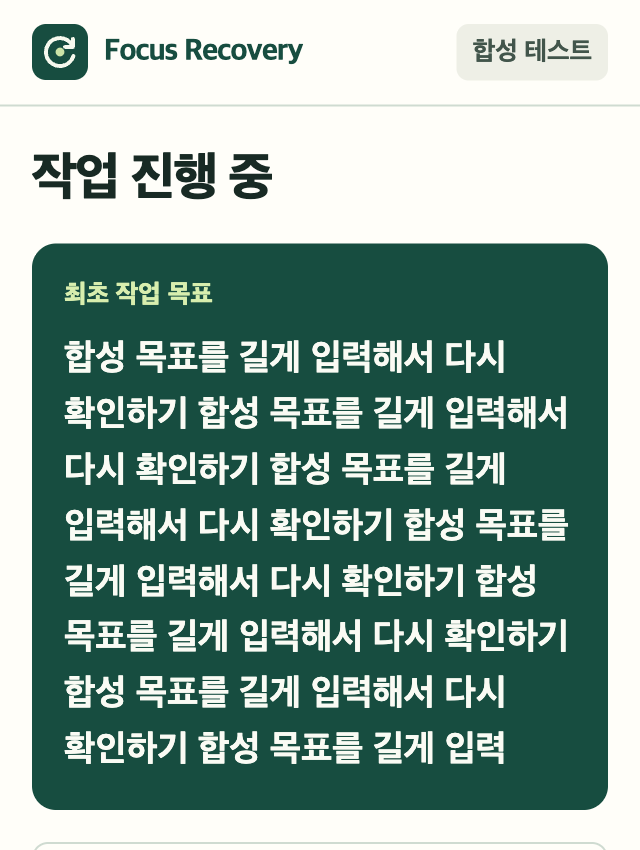 Focus Recovery
합성 테스트
작업 진행 중
최초 작업 목표
합성 목표를 길게 입력해서 다시
확인하기 합성 목표를 길게 입력해서
다시 확인하기 합성 목표를 길게
입력해서 다시 확인하기 합성 목표를
길게 입력해서 다시 확인하기 합성
목표를 길게 입력해서 다시 확인하기
합성 목표를 길게 입력해서 다시
확인하기 합성 목표를 길게 입력